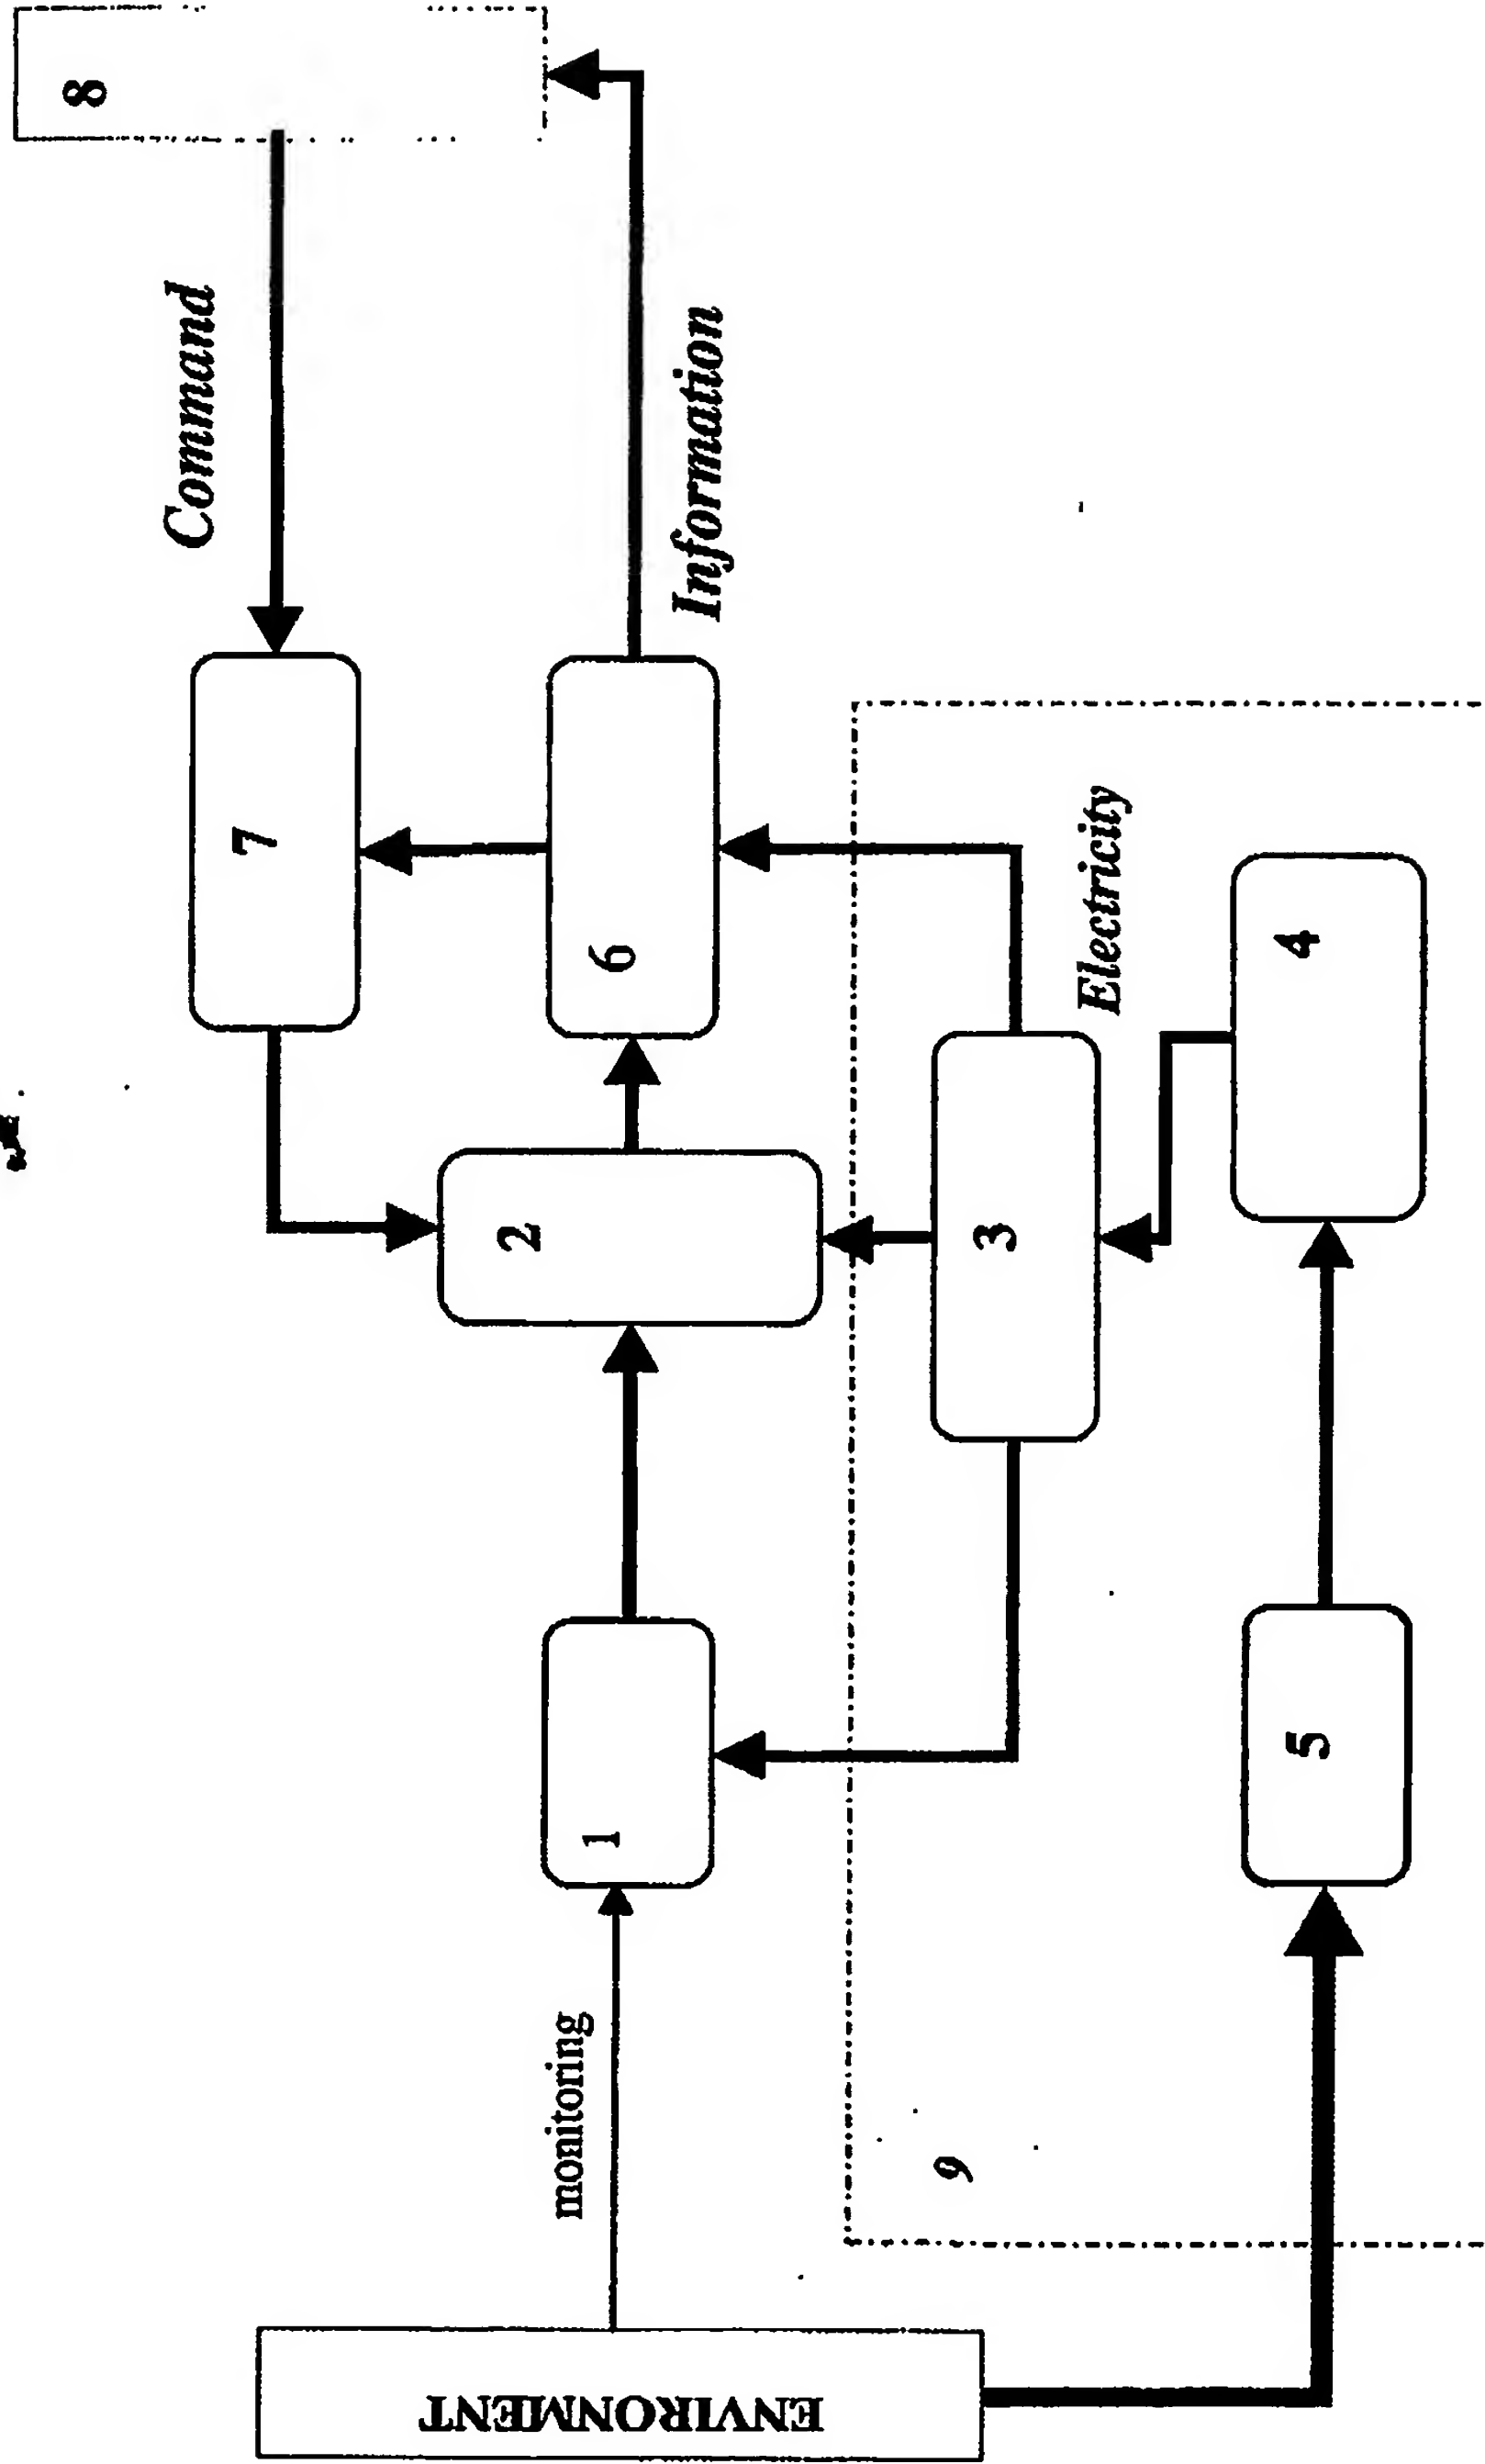 8
Command
7
2
monitoring
1
6
ENVIRONMENT
Information
9
3
Electricity
4
5